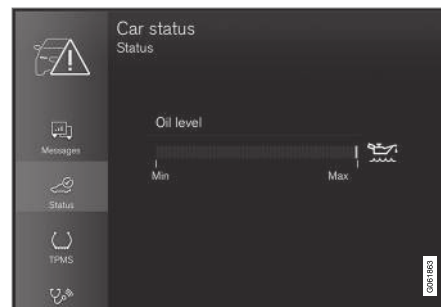 Car status
Status
Oil level
Min Max
Messages
Status
TPMS
G061863